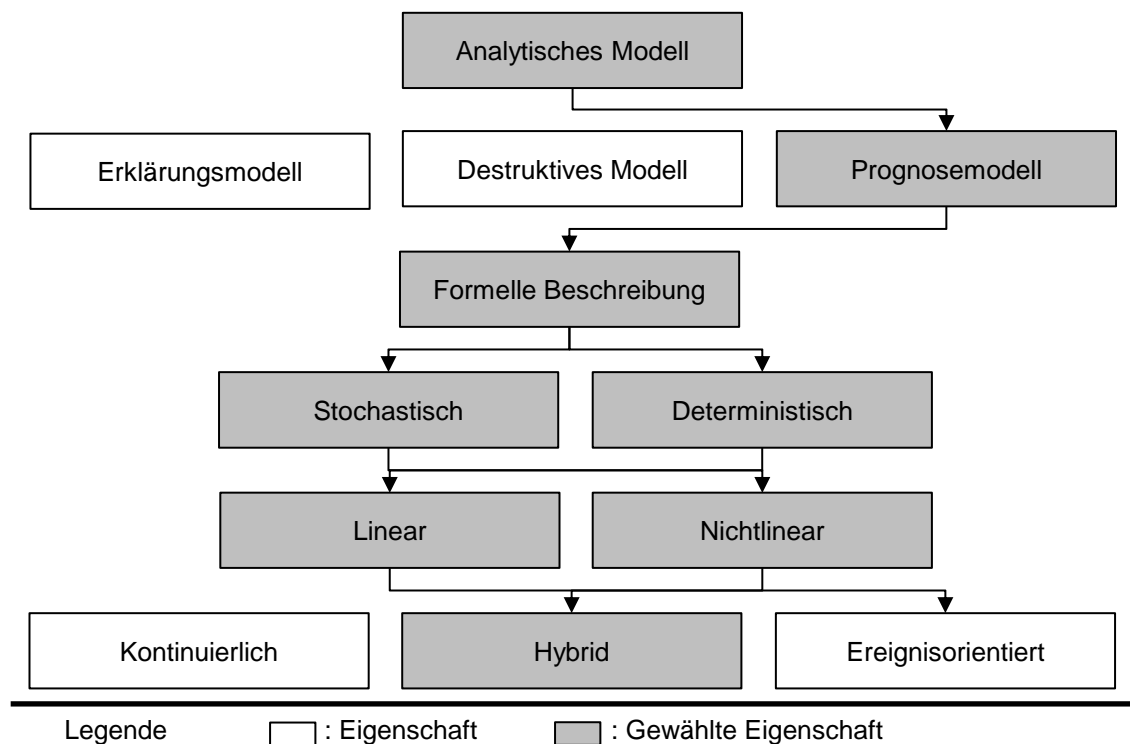 Analytisches Modell
Erklärungsmodell
Destruktives Modell
Prognosemodell
Formelle Beschreibung
Stochastisch
Deterministisch
Linear
Nichtlinear
Kontinuierlich
Hybrid
Ereignisorientiert
Legende
: Eigenschaft
: Gewählte Eigenschaft